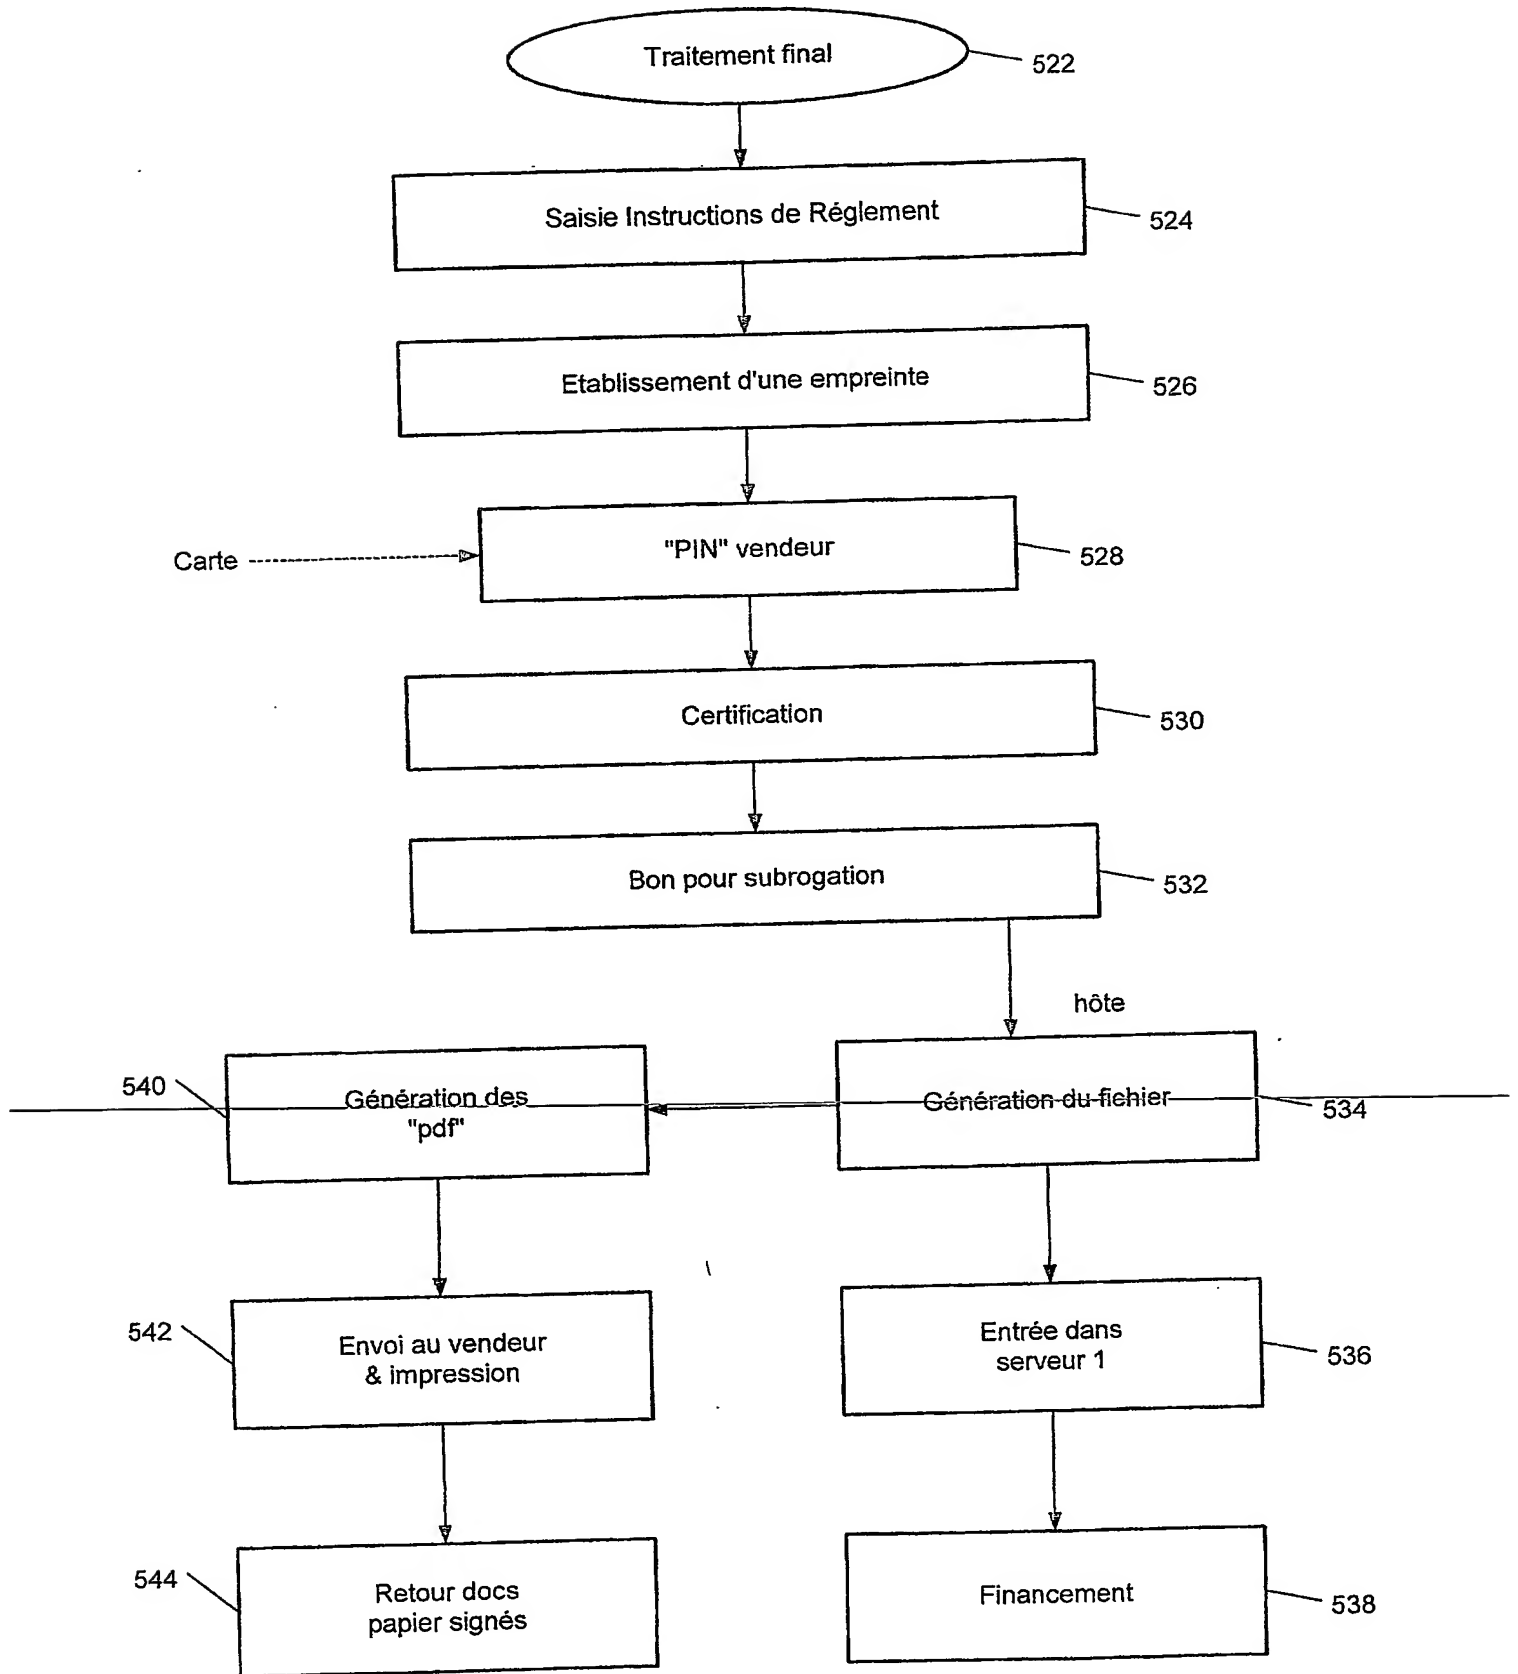 Traitement final
522
Saisie Instructions de Réglement
524
Etablissement d'une empreinte
526
Carte
"PIN" vendeur
528
Certification
530
Bon pour subrogation
532
hôte
540
Génération des
"pdf"
Génération du fichier
534
542
Envoi au vendeur
& impression
Entrée dans
serveur 1
536
544
Retour docs
papier signés
Financement
538